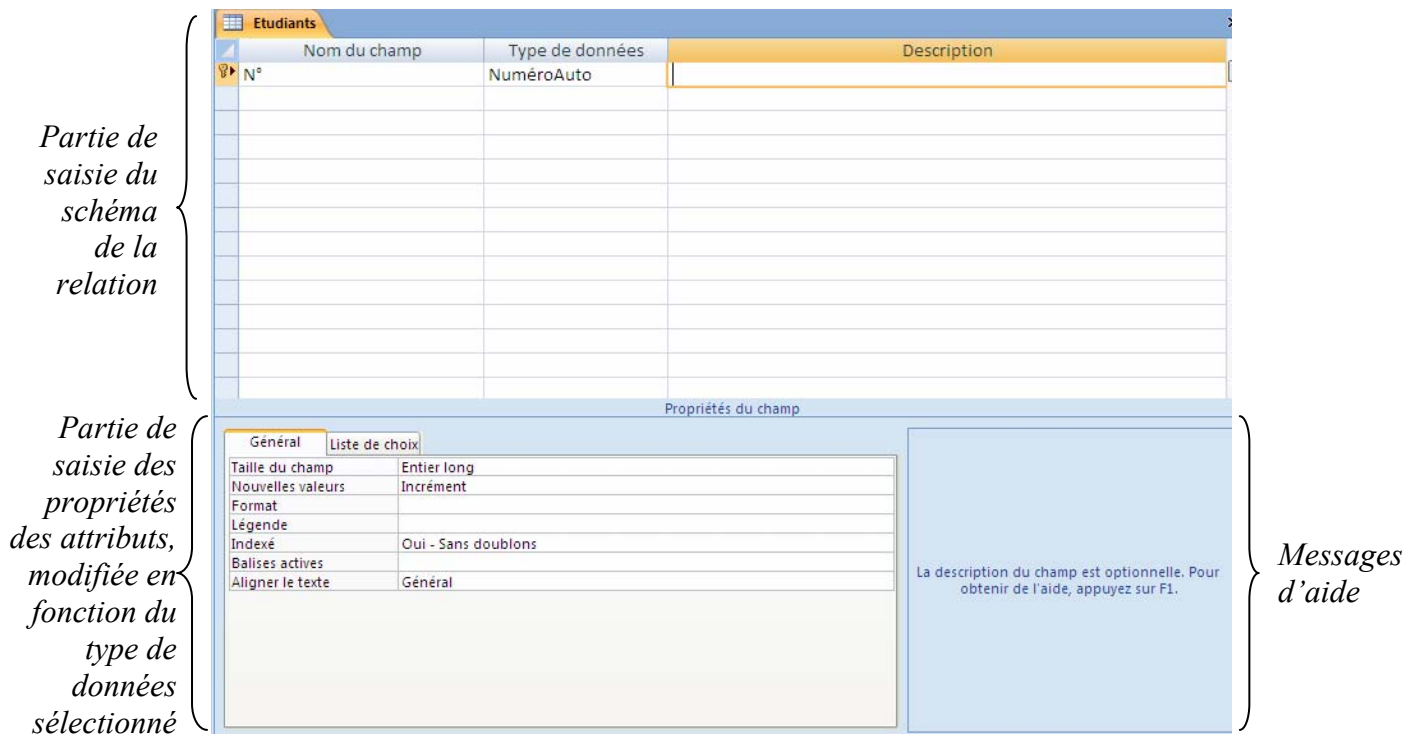 Etudiants
Nom du champ Type de données Description
N° NuméroAuto
Partie de
saisie du
schéma
de la
relation
Propriétés du champ
Partie de
saisie des
propriétés
des attributs,
modifiée en
fonction du
type de
données
sélectionné
Général Liste de choix
Taille du champ Entier long
Nouvelles valeurs Incrément
Format
Légende
Indexé Oui - Sans doublons
Balises actives
Aligner le texte Général
La description du champ est optionnelle. Pour
obtenir de l'aide, appuyez sur F1.
Messages
d’aide